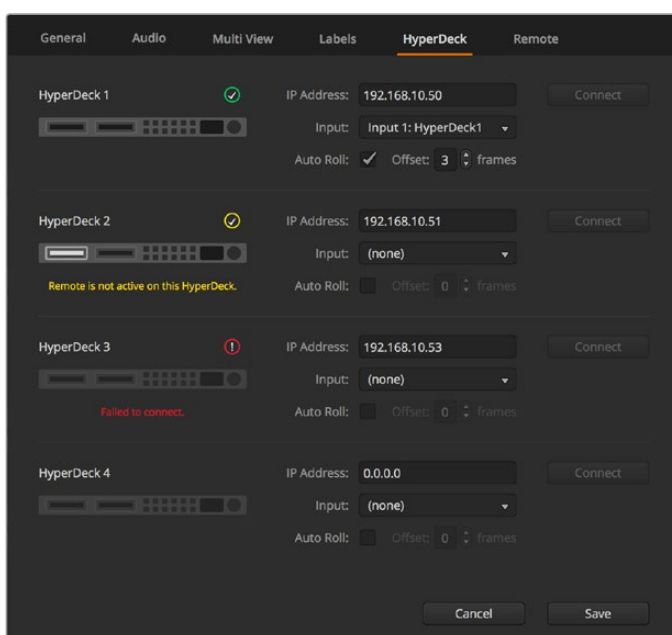 General Audio Multi View Labels HyperDeck Remote
HyperDeck 1 IP Address: 192.168.10.50 Connect
Input: Input 1: HyperDeck1
Auto Roll: Offset: 3 frames
HyperDeck 2 IP Address: 192.168.10.51 Connect
Input: (none)
Remote is not active on this HyperDeck. Auto Roll: Offset: 0 frames
HyperDeck 3 IP Address: 192.168.10.53 Connect
Input: (none)
Failed to connect. Auto Roll: Offset: 0 frames
HyperDeck 4 IP Address: 0.0.0.0 Connect
Input: (none)
Auto Roll: Offset: 0 frames
Cancel Save